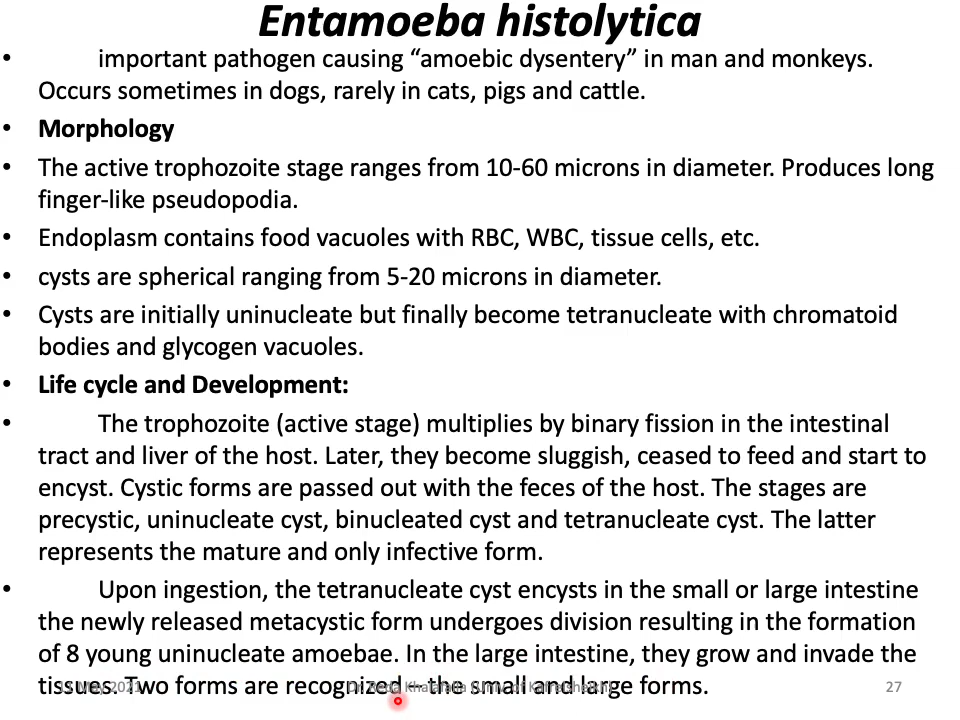 Entamoeba histolytica
• important pathogen causing “amoebic dysentery” in man and monkeys.
Occurs sometimes in dogs, rarely in cats, pigs and cattle.
• Morphology
• The active trophozoite stage ranges from 10-60 microns in diameter. Produces long
finger-like pseudopodia.
• Endoplasm contains food vacuoles with RBC, WBC, tissue cells, etc.
• cysts are spherical ranging from 5-20 microns in diameter.
• Cysts are initially uninucleate but finally become tetranucleate with chromatoid
bodies and glycogen vacuoles.
• Life cycle and Development:
• The trophozoite (active stage) multiplies by binary fission in the intestinal
tract and liver of the host. Later, they become sluggish, ceased to feed and start to
encyst. Cystic forms are passed out with the feces of the host. The stages are
precystic, uninucleate cyst, binucleated cyst and tetranucleate cyst. The latter
represents the mature and only infective form.
• Upon ingestion, the tetranucleate cyst encysts in the small or large intestine
the newly released metacystic form undergoes division resulting in the formation
of 8 young uninucleate amoebae. In the large intestine, they grow and invade the
tissues. Two forms are recognized – the small and large forms.
27